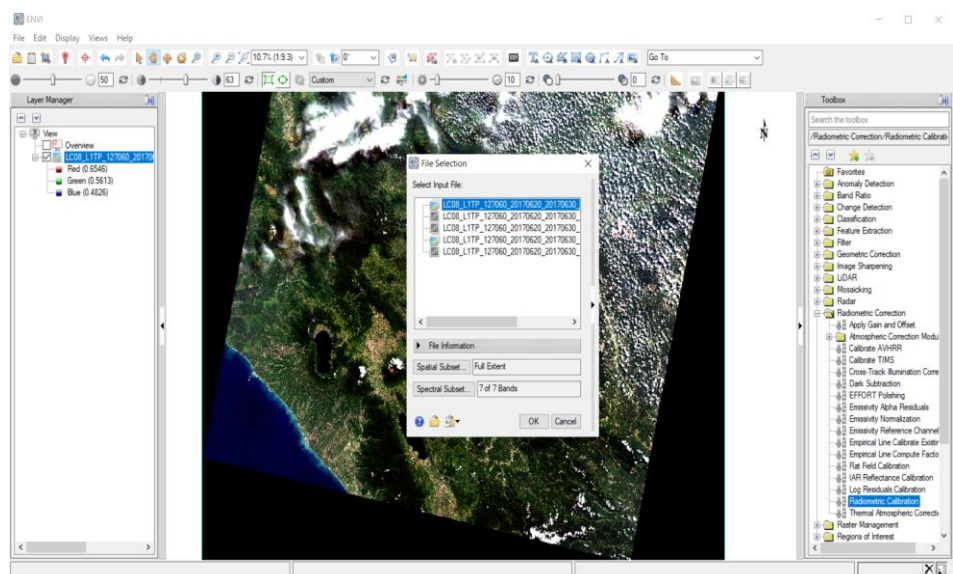 ENVI
File Edit Display Views Help
10.7% (1:9.3) 0° Go To
50 63 Custom 10 0
Layer Manager
View
Overview
LC08_L1TP_127060_20170
Red (0.6546)
Green (0.5613)
Blue (0.4826)
N
File Selection
Select Input File:
LC08_L1TP_127060_20170620_20170630_
LC08_L1TP_127060_20170620_20170630_
LC08_L1TP_127060_20170620_20170630_
LC08_L1TP_127060_20170620_20170630_
LC08_L1TP_127060_20170620_20170630_
File Information
Spatial Subset... Full Extent
Spectral Subset... 7 of 7 Bands
OK Cancel
Toolbox
Search the toolbox
/Radiometric Correction/Radiometric Calibrati
Favorites
Anomaly Detection
Band Ratio
Change Detection
Classification
Feature Extraction
Filter
Geometric Correction
Image Sharpening
LiDAR
Mosaicking
Radar
Radiometric Correction
Apply Gain and Offset
Atmospheric Correction Modu
Calibrate AVHRR
Calibrate TIMS
Cross-Track Illumination Corre
Dark Subtraction
EFFORT Polishing
Emissivity Alpha Residuals
Emissivity Normalization
Emissivity Reference Channel
Empirical Line Calibrate Existin
Empirical Line Compute Facto
Flat Field Calibration
IAR Reflectance Calibration
Log Residuals Calibration
Radiometric Calibration
Thermal Atmospheric Correcti
Raster Management
Regions of Interest